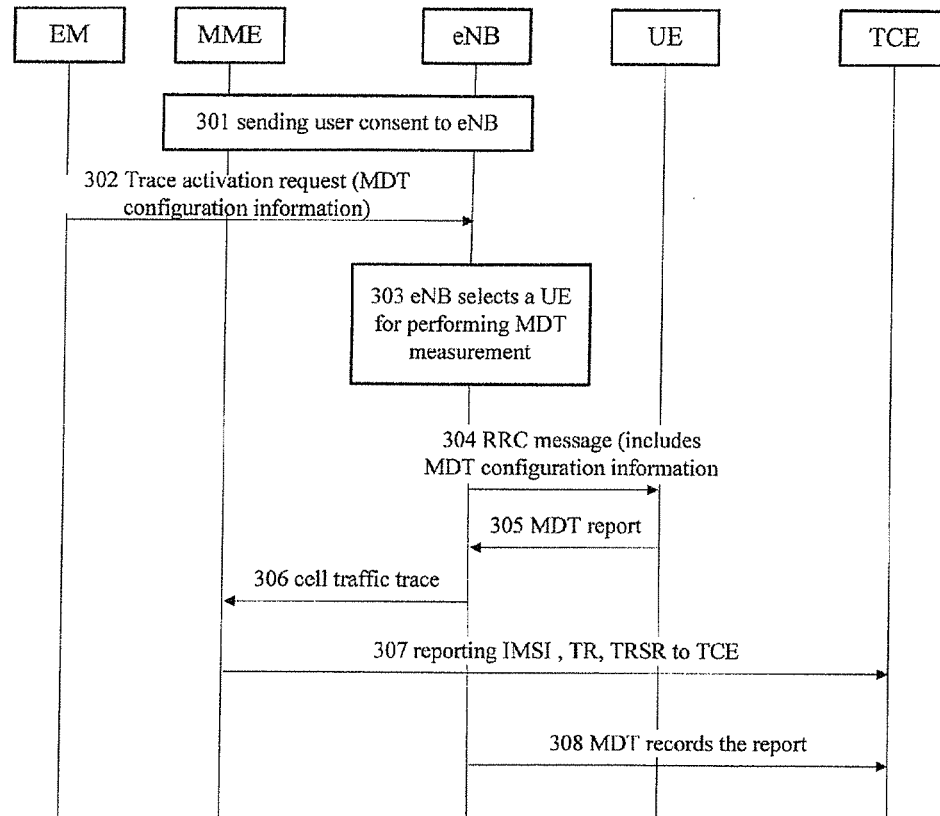 EM
MME
eNB
UE
TCE
301 sending user consent to eNB
302 Trace activation request (MDT
configuration information)
303 eNB selects a UE
for performing MDT
measurement
304 RRC message (includes
MDT configuration information
305 MDT report
306 cell traffic trace
307 reporting IMSI , TR, TRSR to TCE
308 MDT records the report